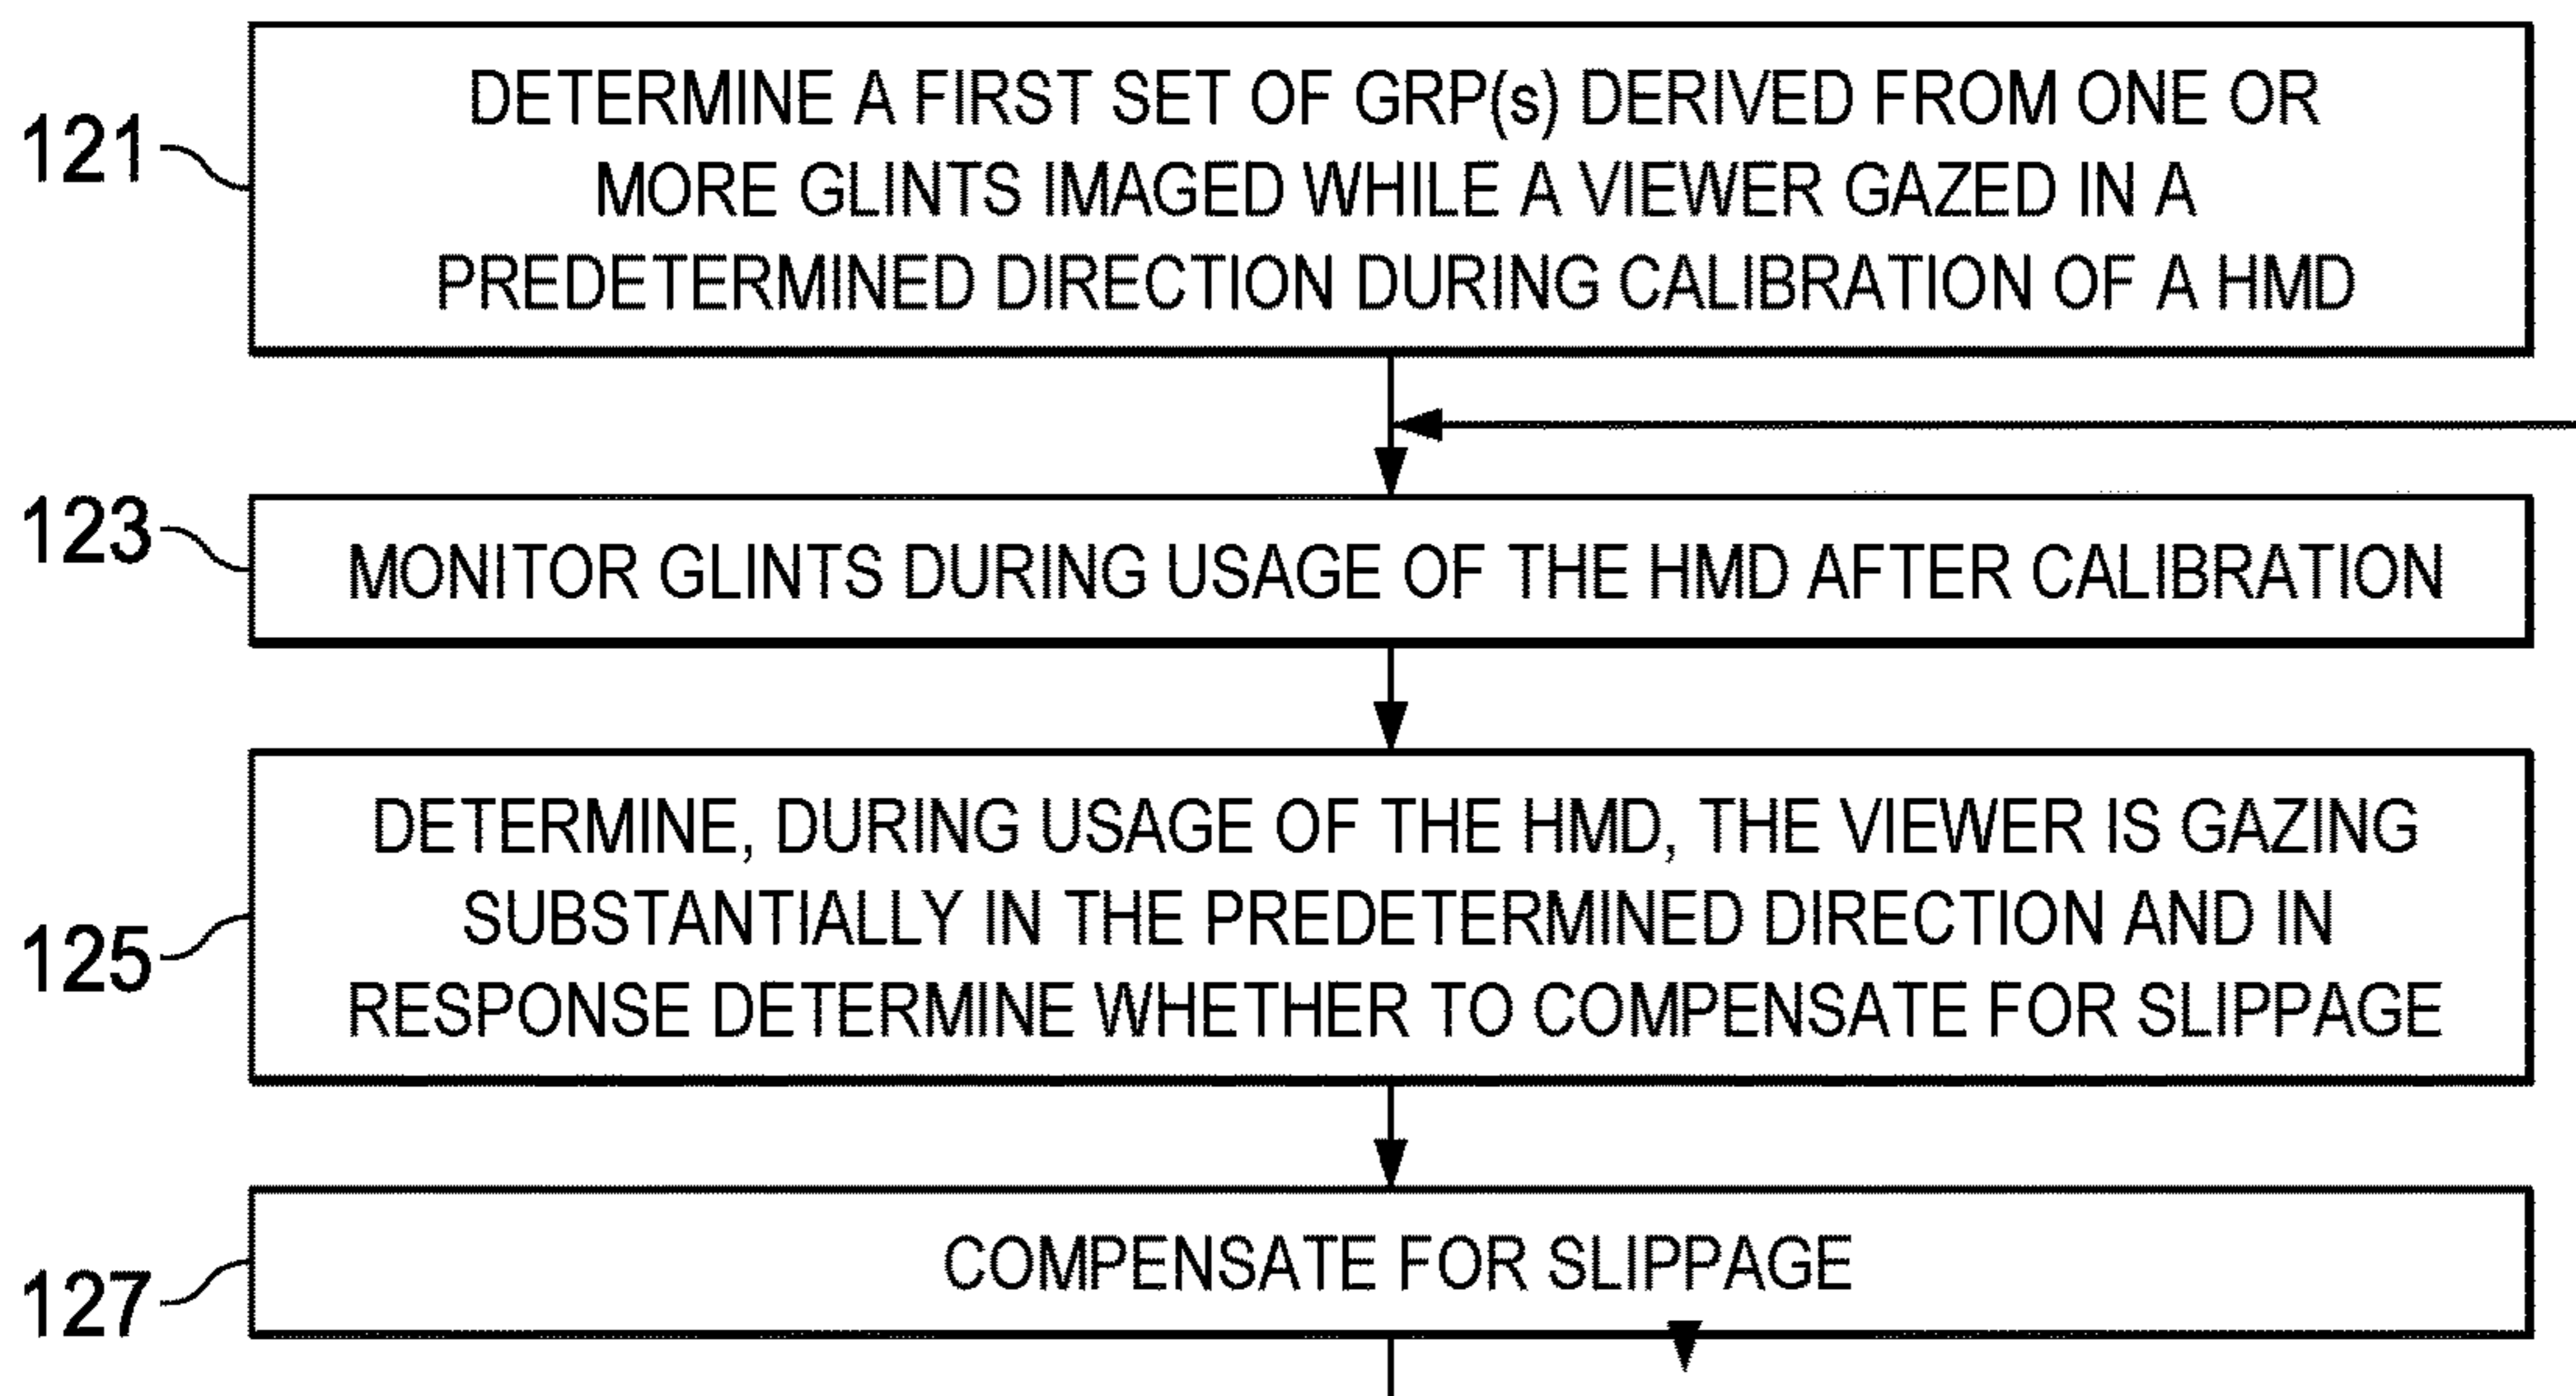 121
DETERMINE A FIRST SET OF GRP(s) DERIVED FROM ONE OR
MORE GLINTS IMAGED WHILE A VIEWER GAZED IN A
PREDETERMINED DIRECTION DURING CALIBRATION OF A HMD
123
MONITOR GLINTS DURING USAGE OF THE HMD AFTER CALIBRATION
125
DETERMINE, DURING USAGE OF THE HMD, THE VIEWER IS GAZING
SUBSTANTIALLY IN THE PREDETERMINED DIRECTION AND IN
RESPONSE DETERMINE WHETHER TO COMPENSATE FOR SLIPPAGE
127
COMPENSATE FOR SLIPPAGE